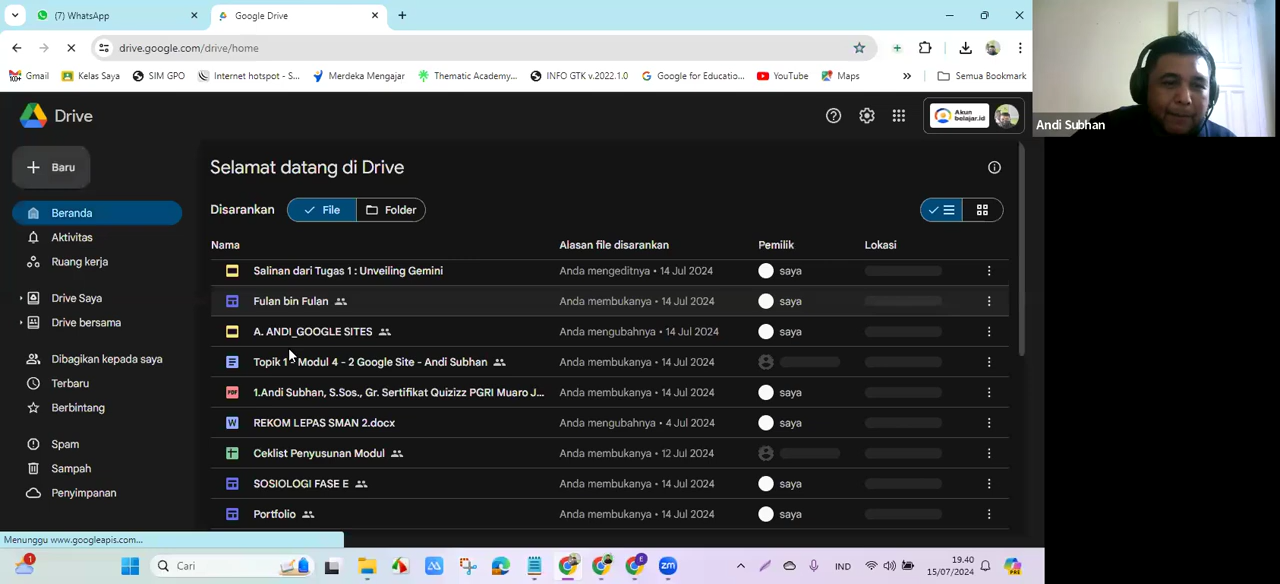 (7) WhatsApp
Google Drive
drive.google.com/drive/home
Gmail
Kelas Saya
SIM GPO
Internet hotspot - S...
Merdeka Mengajar
Thematic Academy...
INFO GTK v.2022.1.0
Google for Educatio...
YouTube
Maps
Semua Bookmark
Drive
Akun
belajar.id
Andi Subhan
Baru
Selamat datang di Drive
Beranda
Disarankan
File
Folder
Aktivitas
Nama
Alasan file disarankan
Pemilik
Lokasi
Ruang kerja
Salinan dari Tugas 1 : Unveiling Gemini
Anda mengeditnya • 14 Jul 2024
saya
Drive Saya
Fulan bin Fulan
Anda membukanya • 14 Jul 2024
saya
Drive bersama
A. ANDI_GOOGLE SITES
Anda mengubahnya • 14 Jul 2024
saya
Dibagikan kepada saya
Topik 1 - Modul 4 - 2 Google Site - Andi Subhan
Anda membukanya • 14 Jul 2024
Terbaru
PDF
1.Andi Subhan, S.Sos., Gr. Sertifikat Quizizz PGRI Muaro J...
Anda membukanya • 14 Jul 2024
saya
Berbintang
W
REKOM LEPAS SMAN 2.docx
Anda mengubahnya • 4 Jul 2024
saya
Spam
Ceklist Penyusunan Modul
Anda membukanya • 12 Jul 2024
Sampah
SOSIOLOGI FASE E
Anda membukanya • 14 Jul 2024
saya
Penyimpanan
Portfolio
Anda membukanya • 14 Jul 2024
saya
Menunggu www.googleapis.com...
1
Cari
zm
IND
19.40
15/07/2024
PRE